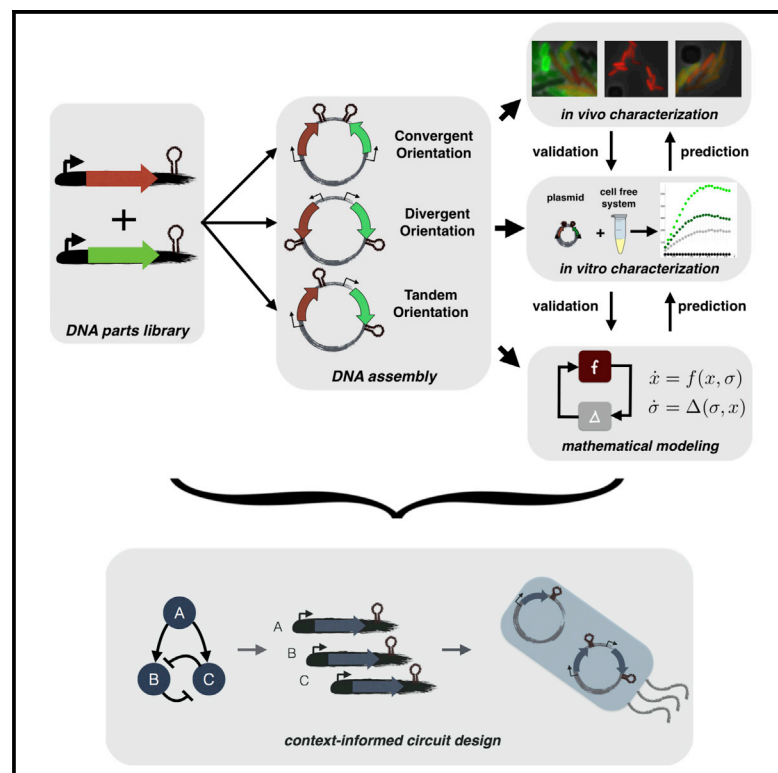 +
DNA parts library
Convergent
Orientation
Divergent
Orientation
Tandem
Orientation
DNA assembly
in vivo characterization
validation
prediction
plasmid
cell free
system
+
in vitro characterization
validation
prediction
f
Δ
ẋ = f(x, σ)
σ̇ = Δ(σ, x)
mathematical modeling
A
B
C
A
B
C
context-informed circuit design